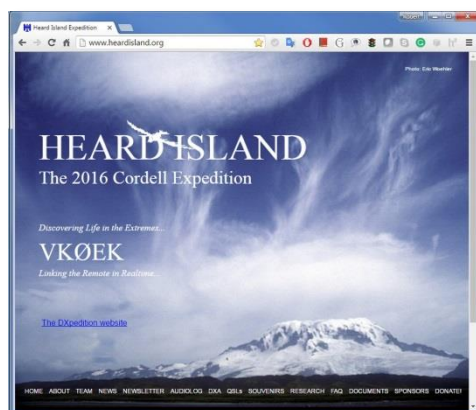 Heard Island Expedition
www.heardisland.org
Photo: Eric Woehler
HEARD ISLAND
The 2016 Cordell Expedition
Discovering Life in the Extremes...
VKØEK
Linking the Remote in Realtime...
The DXpedition website
HOME ABOUT TEAM NEWS NEWSLETTER AUDIOLOG DXA QSLs SOUVENIRS RESEARCH FAQ DOCUMENTS SPONSORS DONATE!